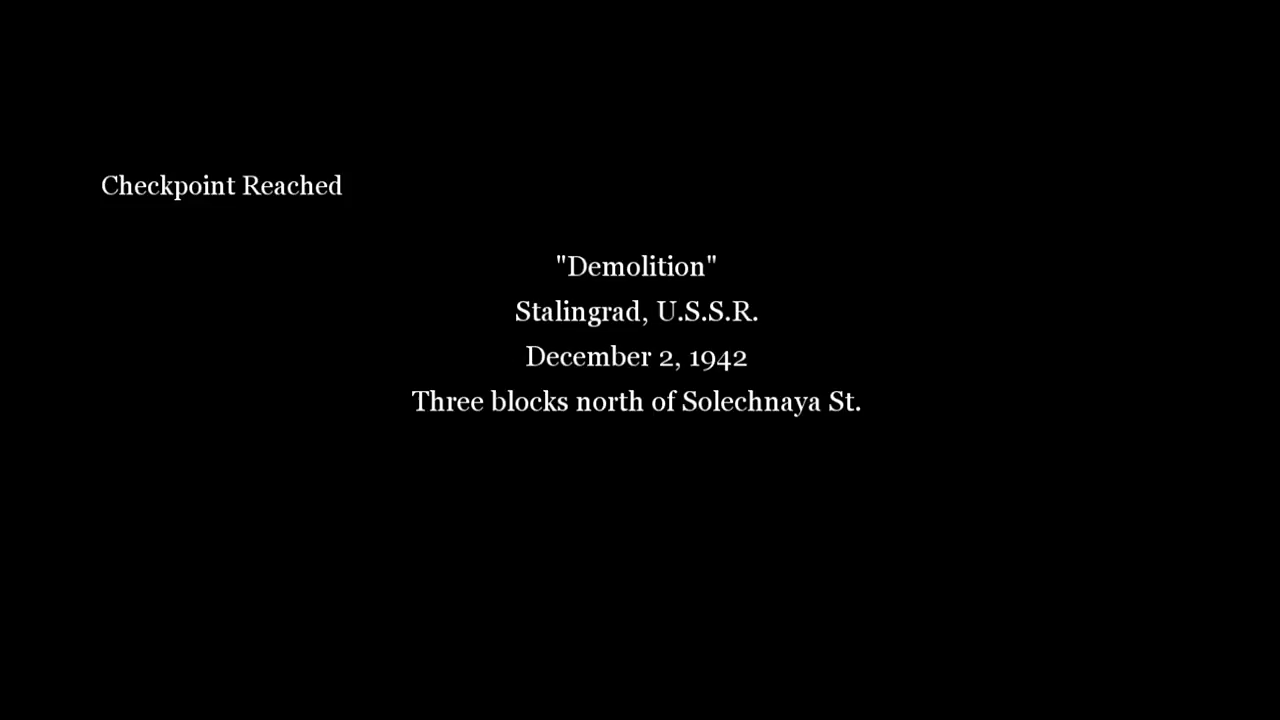 Checkpoint Reached
"Demolition"
Stalingrad, U.S.S.R.
December 2, 1942
Three blocks north of Solechnaya St.